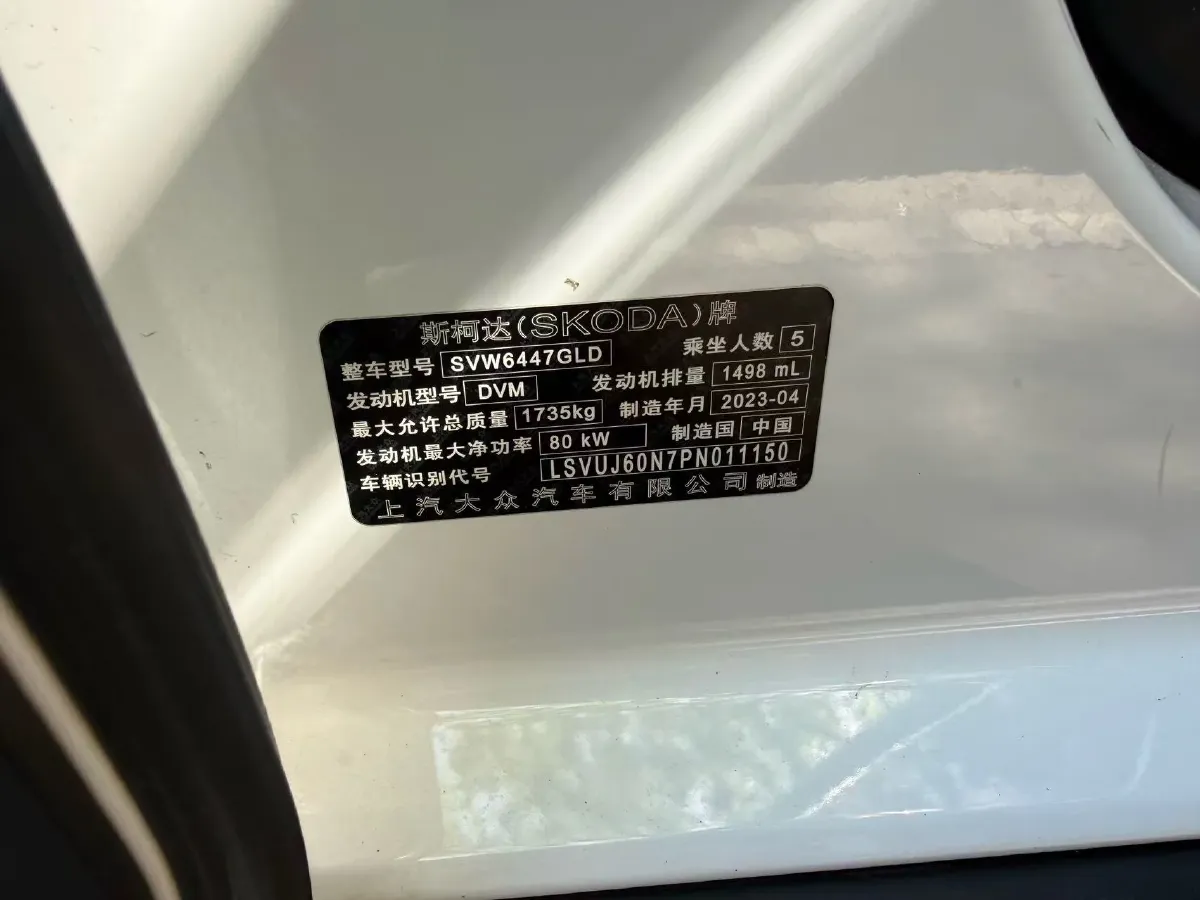 斯柯达(SKODA)牌
整车型号 SVW6447GLD 乘坐人数 5
发动机型号 DVM 发动机排量 1498 mL
最大允许总质量 1735kg 制造年月 2023-04
发动机最大净功率 80 kW 制造国 中国
车辆识别代号 LSVUJ60N7PN011150
上汽大众汽车有限公司 制造